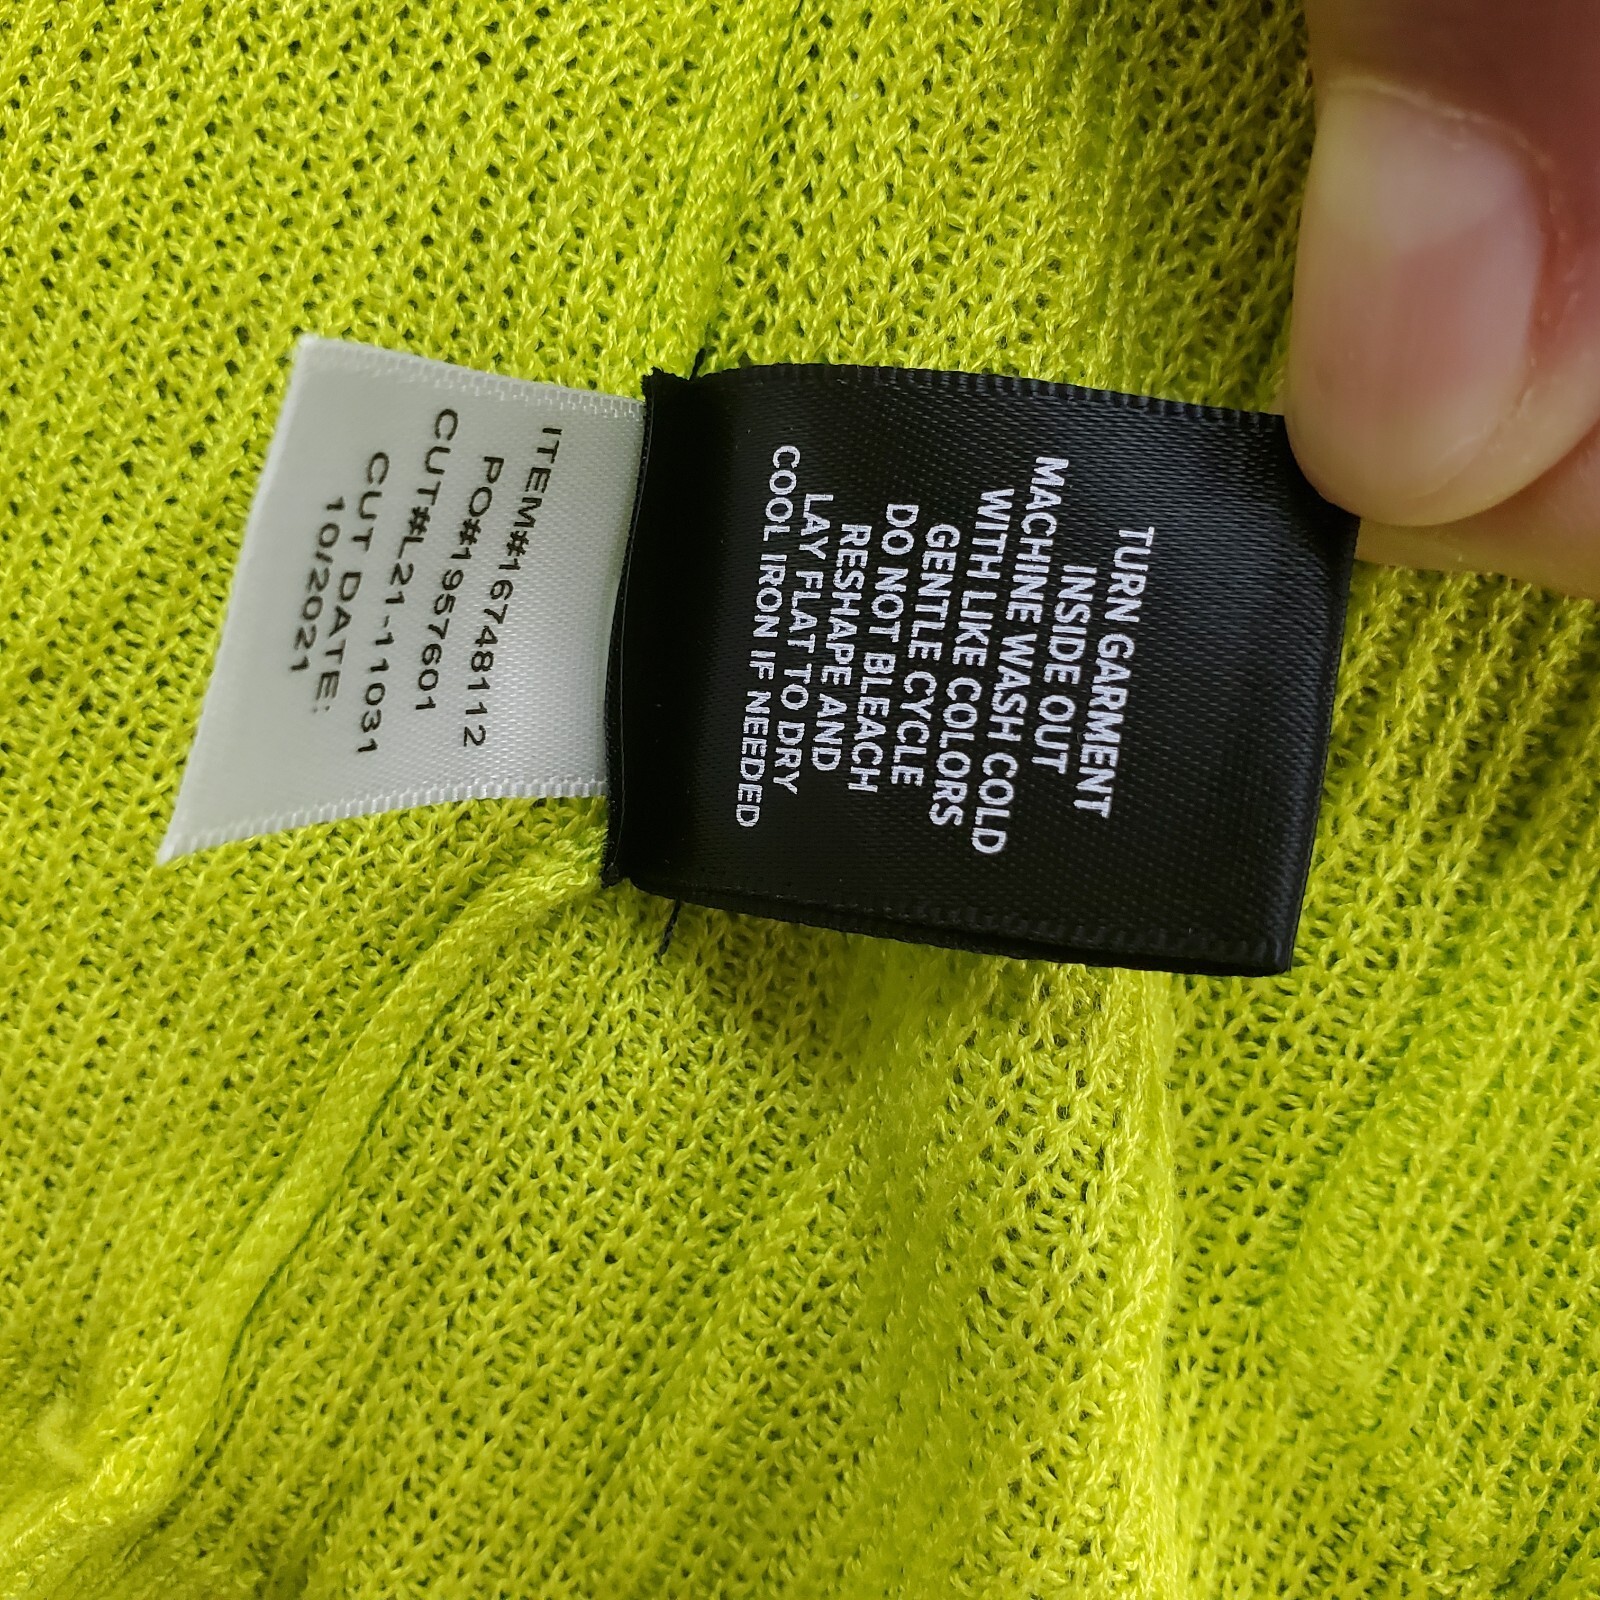 TURN GARMENT
INSIDE OUT
MACHINE WASH COLD
WITH LIKE COLORS
GENTLE CYCLE
DO NOT BLEACH
RESHAPE AND
LAY FLAT TO DRY
COOL IRON IF NEEDED
ITEM#16748112
PO#1957601
CUT#L21-11031
CUT DATE:
10/2021